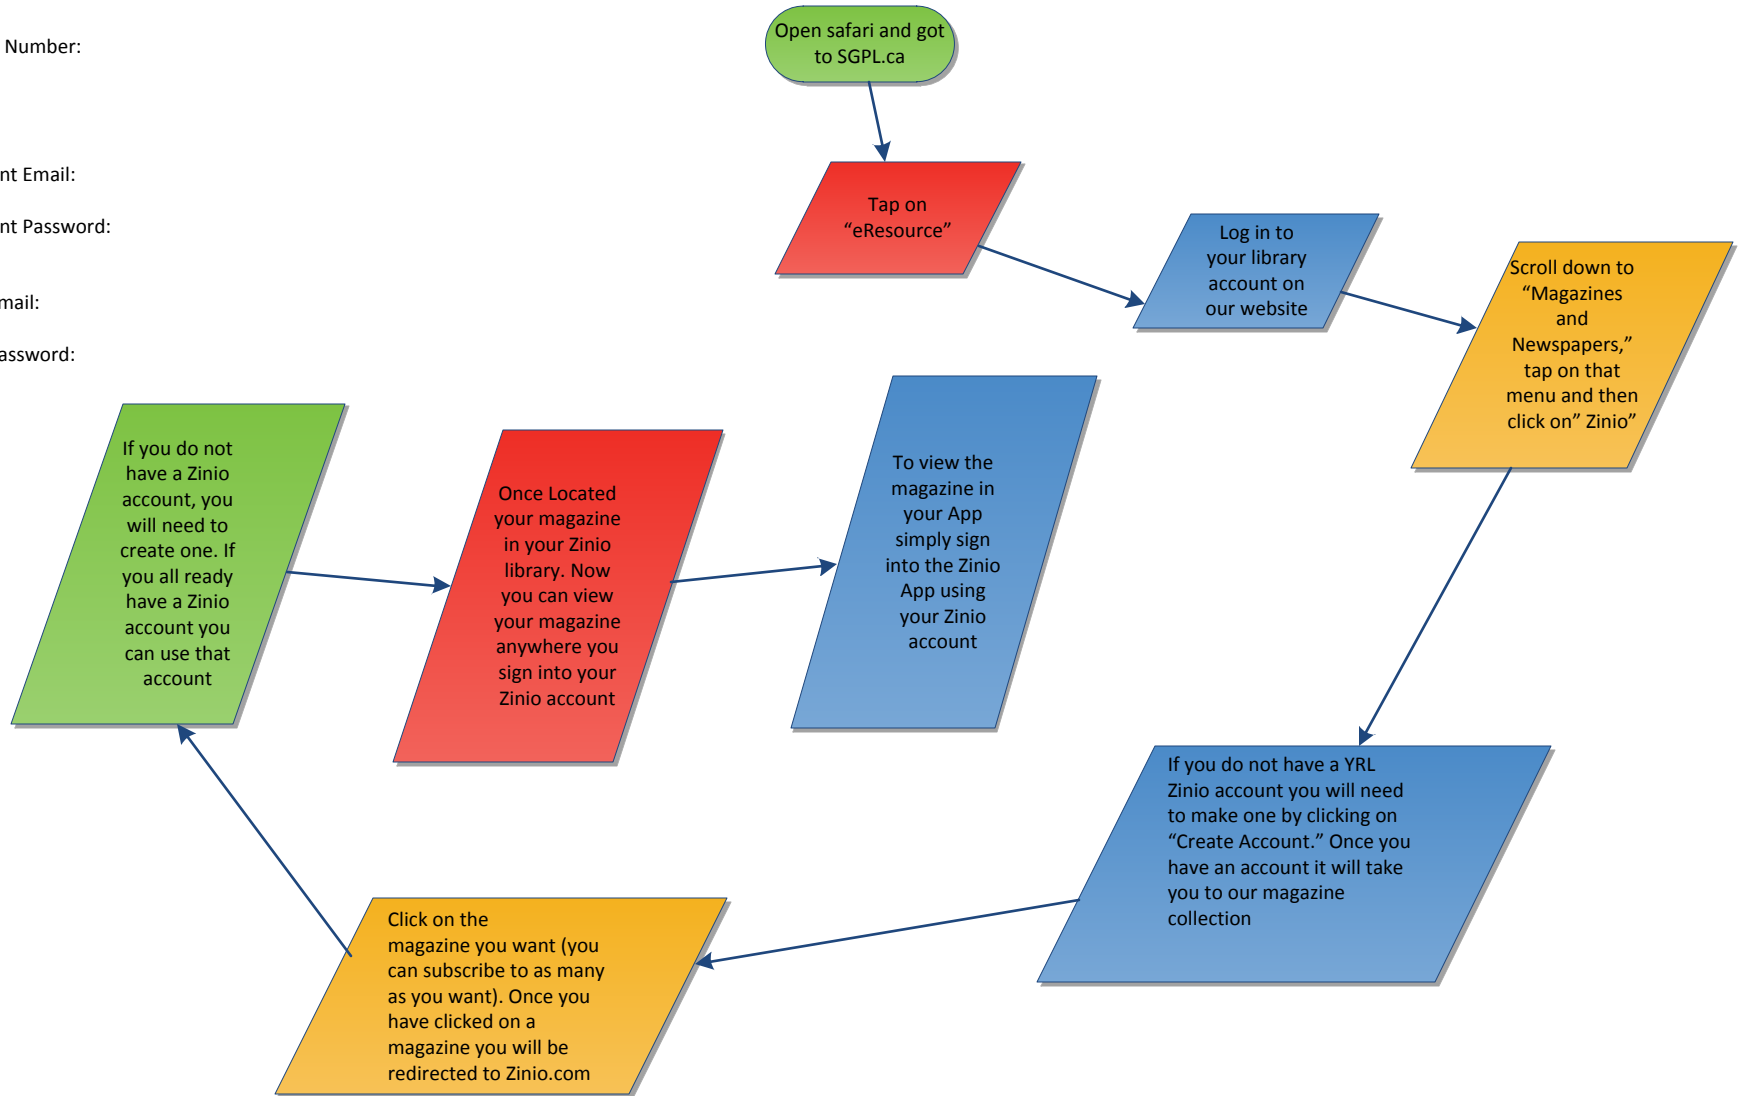 Number:
nt Email:
nt Password:
mail:
assword:
Open safari and got
to SGPL.ca
Tap on
“eResource”
Log in to
your library
account on
our website
Scroll down to
“Magazines
and
Newspapers,”
tap on that
menu and then
click on” Zinio”
If you do not have a YRL
Zinio account you will need
to make one by clicking on
“Create Account.” Once you
have an account it will take
you to our magazine
collection
Click on the
magazine you want (you
can subscribe to as many
as you want). Once you
have clicked on a
magazine you will be
redirected to Zinio.com
If you do not
have a Zinio
account, you
will need to
create one. If
you all ready
have a Zinio
account you
can use that
account
Once Located
your magazine
in your Zinio
library. Now
you can view
your magazine
anywhere you
sign into your
Zinio account
To view the
magazine in
your App
simply sign
into the Zinio
App using
your Zinio
account